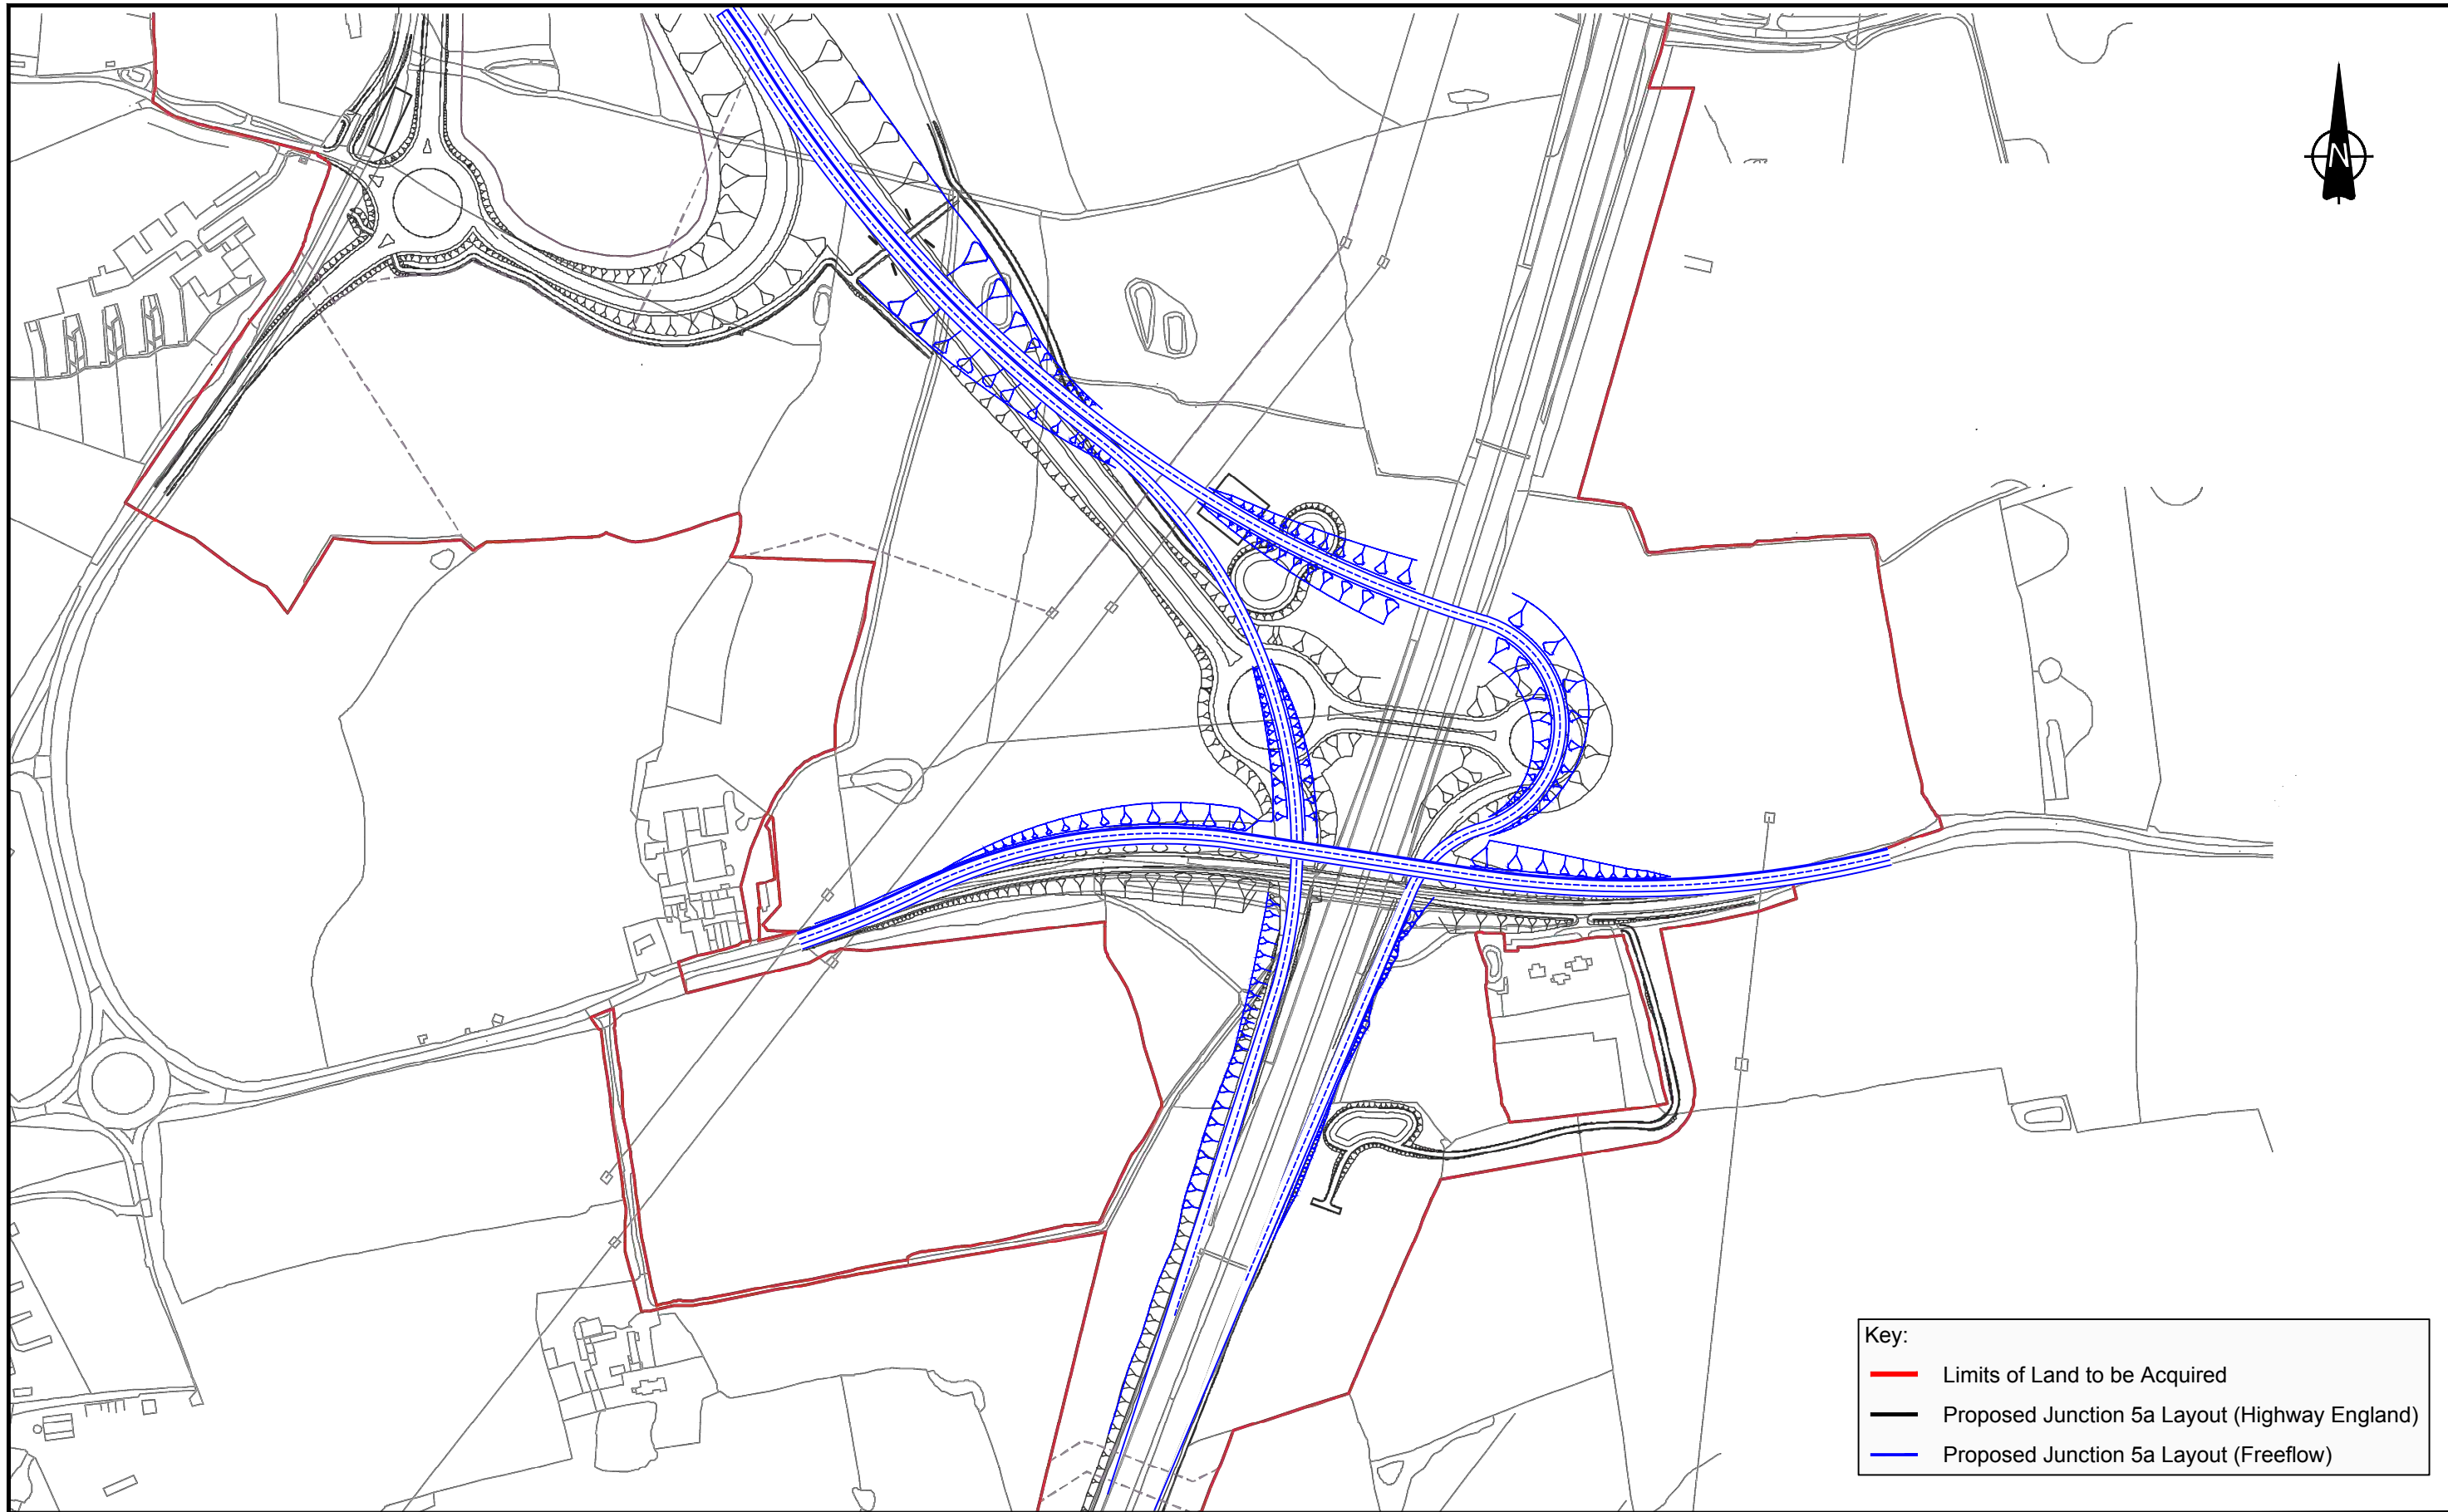 N
Key:
Limits of Land to be Acquired
Proposed Junction 5a Layout (Highway England)
Proposed Junction 5a Layout (Freeflow)